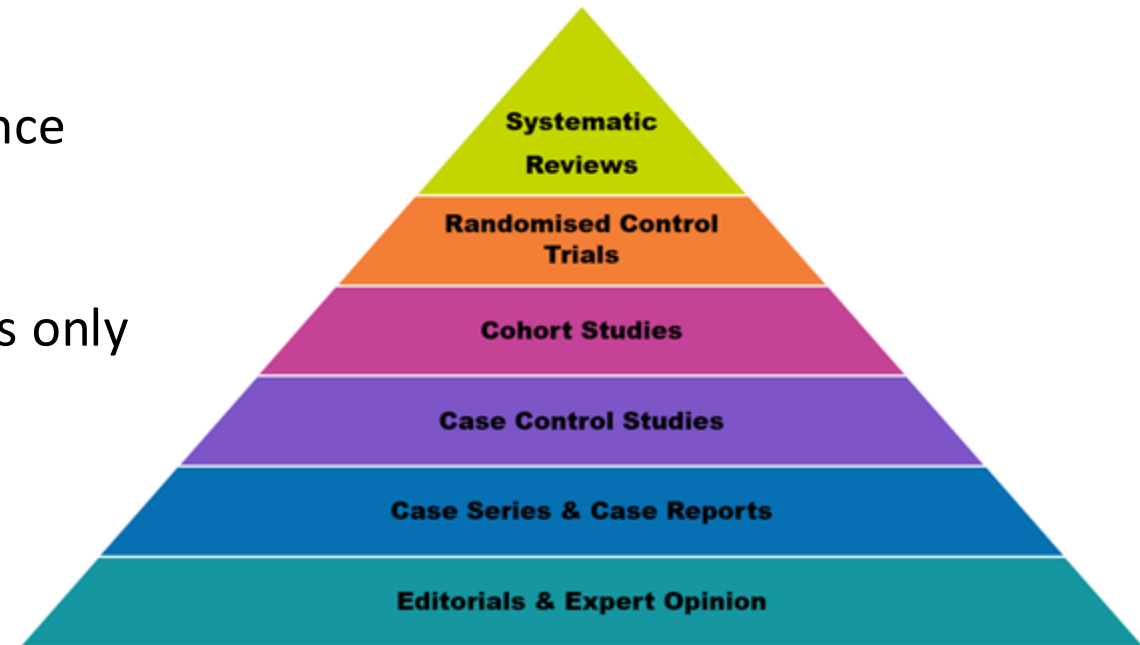 nce
s only
Systematic
Reviews
Randomised Control
Trials
Cohort Studies
Case Control Studies
Case Series & Case Reports
Editorials & Expert Opinion